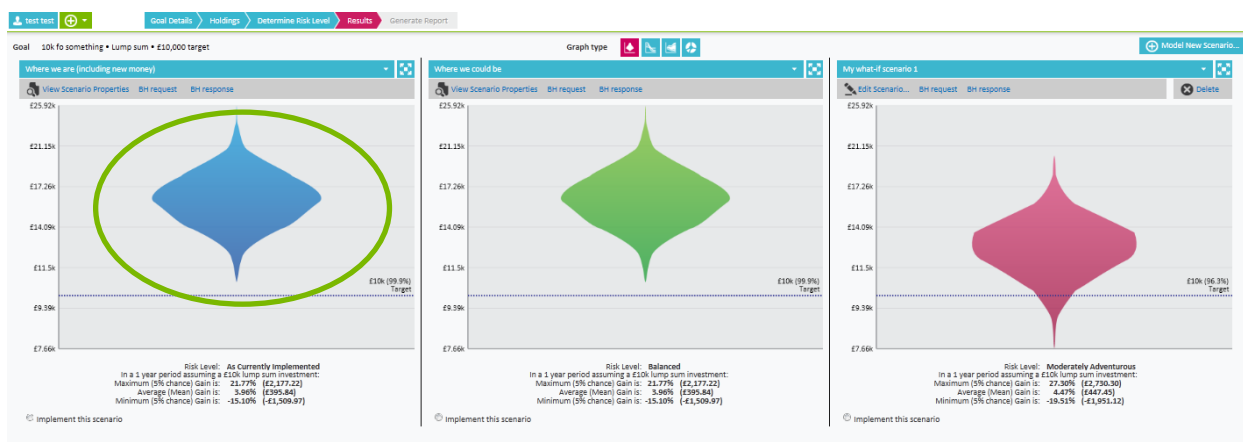 test test
Goal Details Holdings Determine Risk Level Results Generate Report
Goal 10k fo something • Lump sum • £10,000 target
Graph type
Model New Scenario...
Where we are (including new money)
View Scenario Properties BH request BH response
£25.92k
£21.15k
£17.26k
£14.09k
£11.5k
£9.39k
£7.66k
£10k (99.9%)
Target
Risk Level: As Currently Implemented
In a 1 year period assuming a £10k lump sum investment:
Maximum (5% chance) Gain is: 21.77% (£2,177.22)
Average (Mean) Gain is: 3.96% (£395.84)
Minimum (5% chance) Gain is: -15.10% (-£1,509.97)
Implement this scenario
Where we could be
View Scenario Properties BH request BH response
£25.92k
£21.15k
£17.26k
£14.09k
£11.5k
£9.39k
£7.66k
£10k (99.9%)
Target
Risk Level: Balanced
In a 1 year period assuming a £10k lump sum investment:
Maximum (5% chance) Gain is: 21.77% (£2,177.22)
Average (Mean) Gain is: 3.96% (£395.84)
Minimum (5% chance) Gain is: -15.10% (-£1,509.97)
Implement this scenario
My what-if scenario 1
Edit Scenario... BH request BH response Delete
£25.92k
£21.15k
£17.26k
£14.09k
£11.5k
£9.39k
£7.66k
£10k (96.3%)
Target
Risk Level: Moderately Adventurous
In a 1 year period assuming a £10k lump sum investment:
Maximum (5% chance) Gain is: 27.30% (£2,730.30)
Average (Mean) Gain is: 4.47% (£447.45)
Minimum (5% chance) Gain is: -19.51% (-£1,951.12)
Implement this scenario